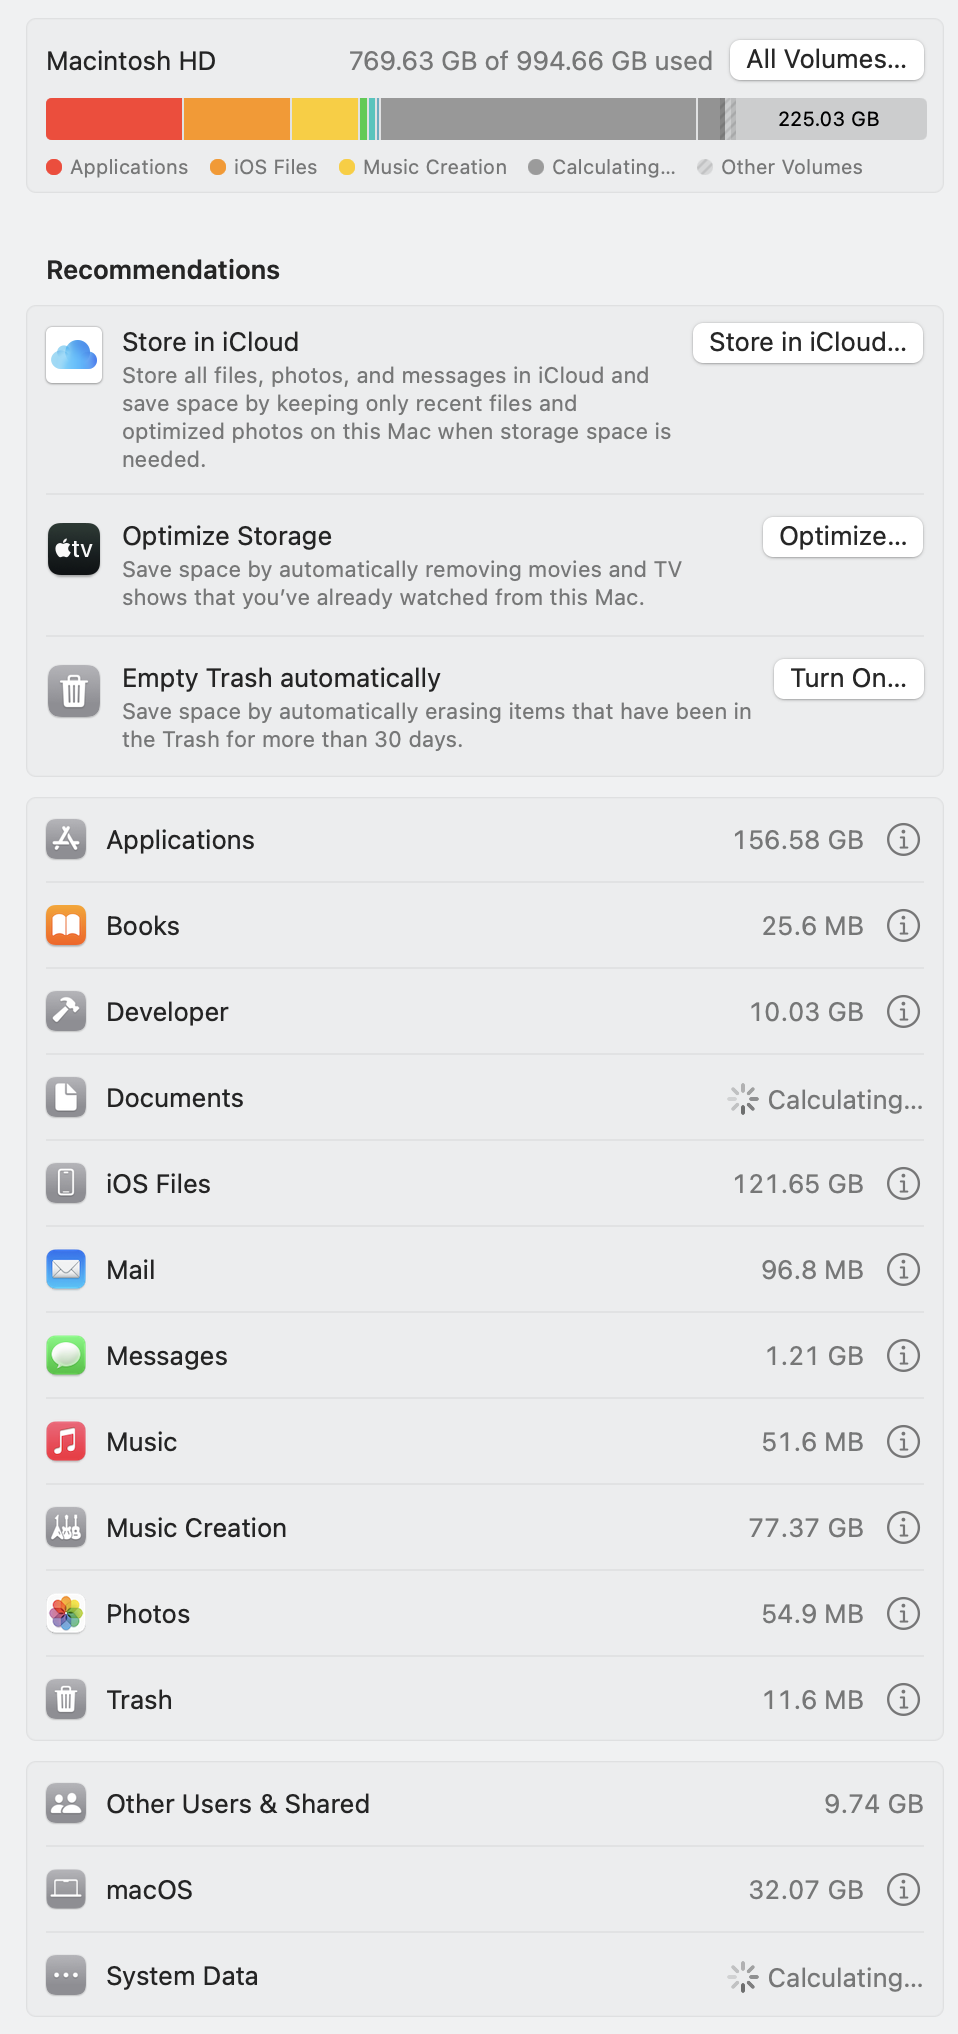 Macintosh HD 769.63 GB of 994.66 GB used All Volumes...
225.03 GB
Applications iOS Files Music Creation Calculating... Other Volumes
Recommendations
Store in iCloud Store in iCloud...
Store all files, photos, and messages in iCloud and
save space by keeping only recent files and
optimized photos on this Mac when storage space is
needed.
tv
Optimize Storage Optimize...
Save space by automatically removing movies and TV
shows that you’ve already watched from this Mac.
Empty Trash automatically Turn On...
Save space by automatically erasing items that have been in
the Trash for more than 30 days.
Applications 156.58 GB
Books 25.6 MB
Developer 10.03 GB
Documents Calculating...
iOS Files 121.65 GB
Mail 96.8 MB
Messages 1.21 GB
Music 51.6 MB
Music Creation 77.37 GB
Photos 54.9 MB
Trash 11.6 MB
Other Users & Shared 9.74 GB
macOS 32.07 GB
System Data Calculating...